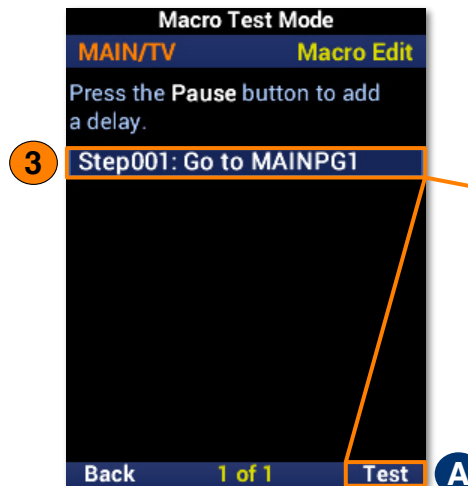 Macro Test Mode
MAIN/TV Macro Edit
Press the Pause button to add
a delay.
3 Step001: Go to MAINPG1
Back 1 of 1 Test A